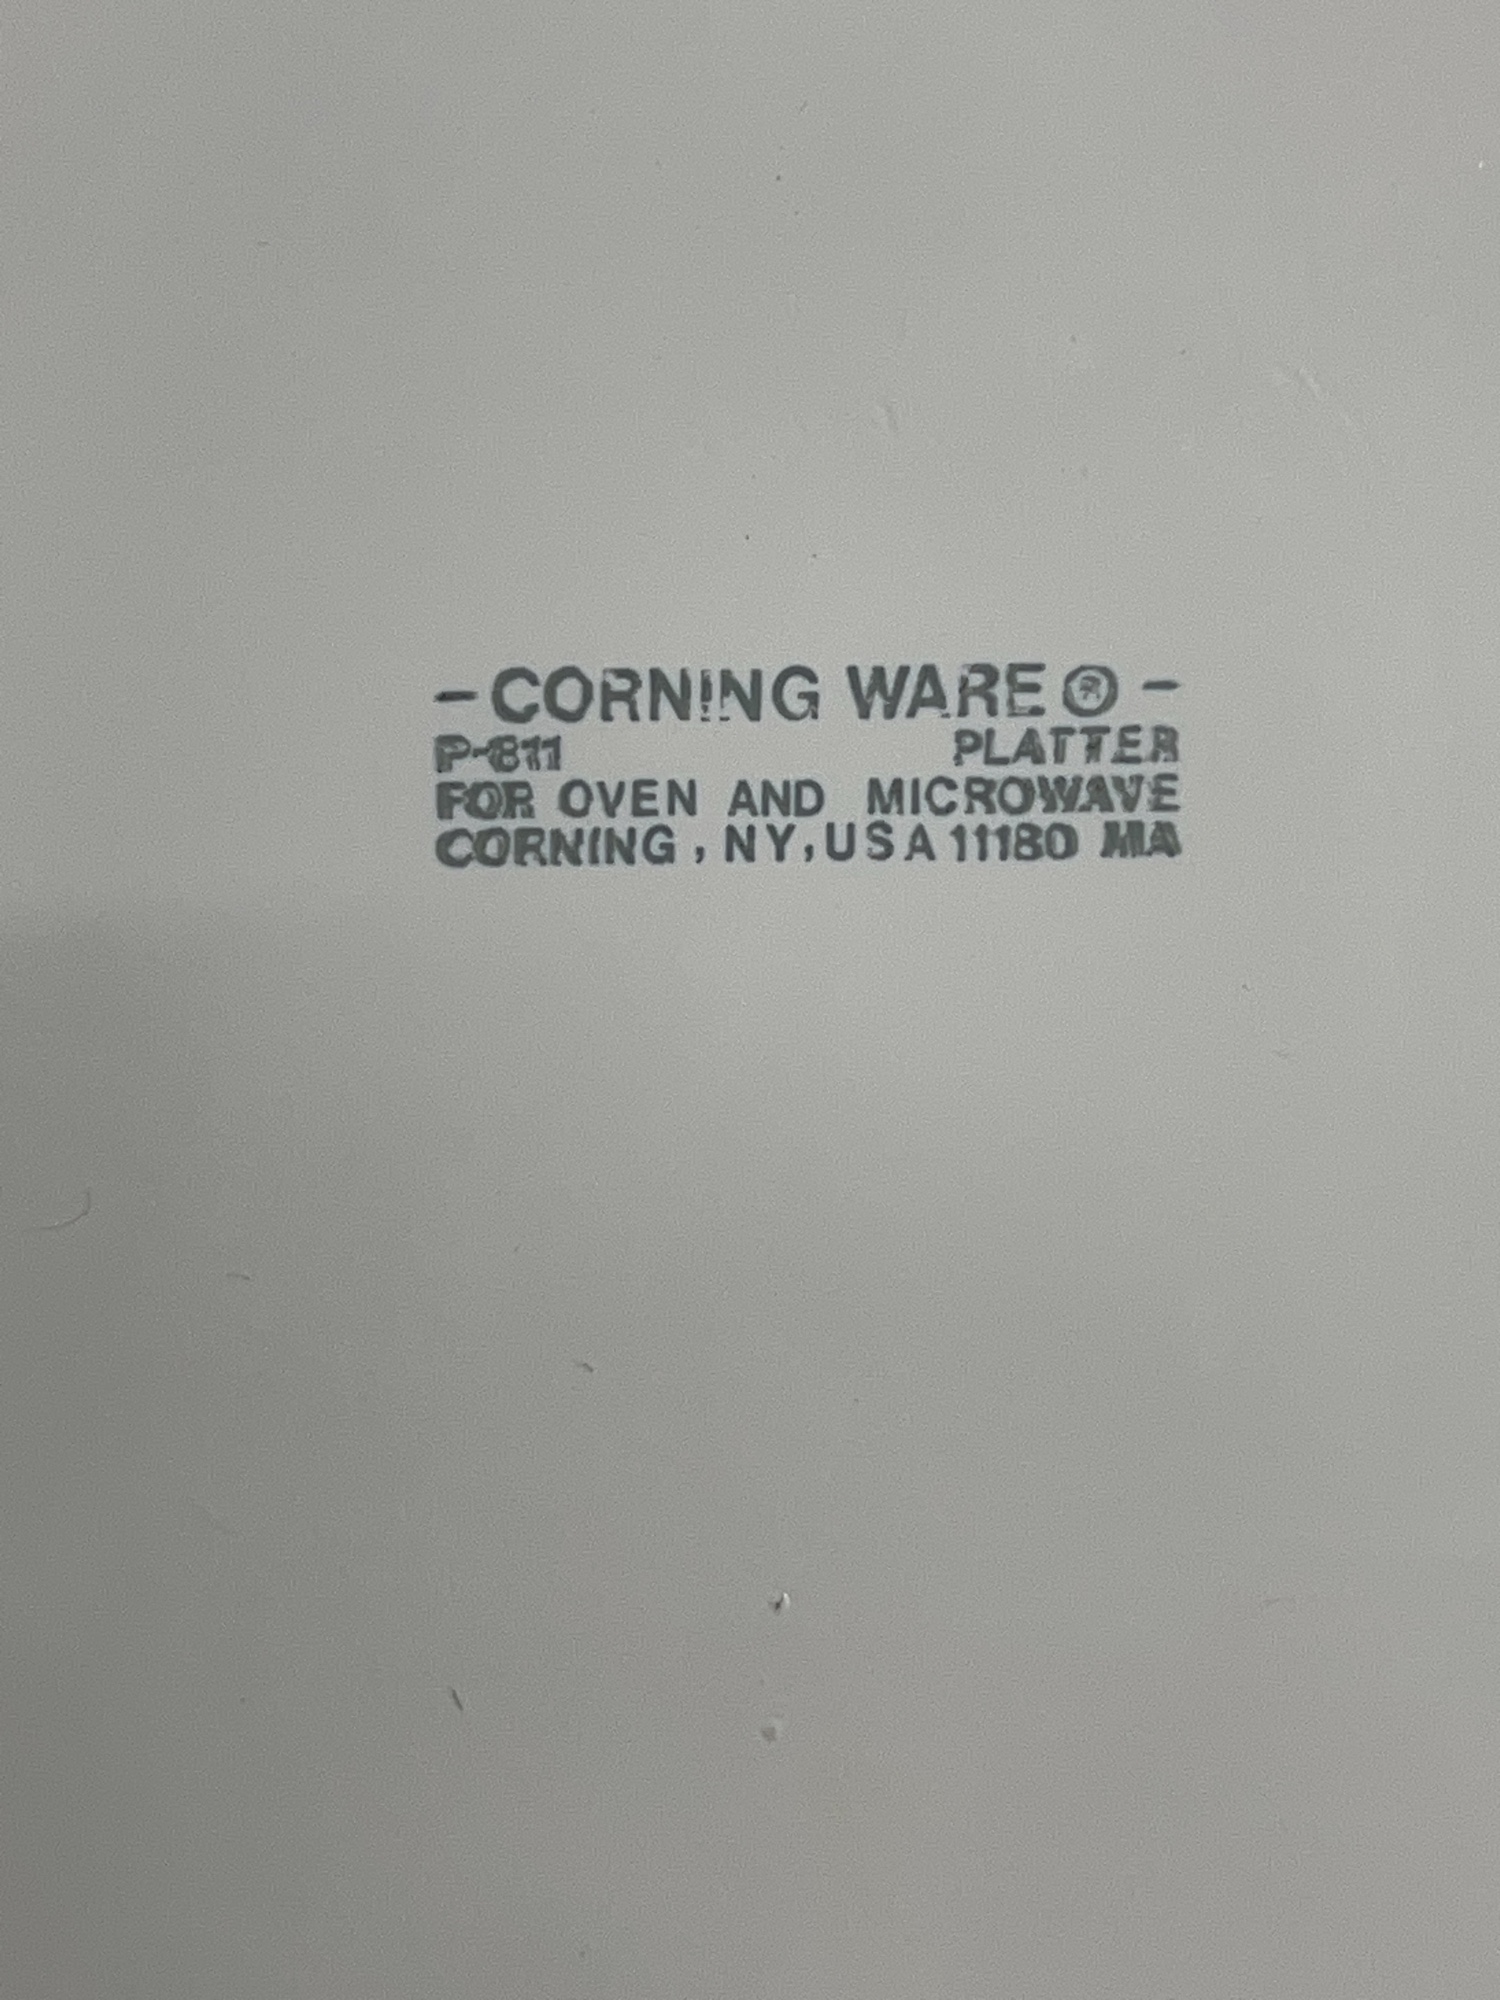 -CORNING WARE ® -
P-811 PLATTER
FOR OVEN AND MICROWAVE
CORNING, NY, USA 11180 MA